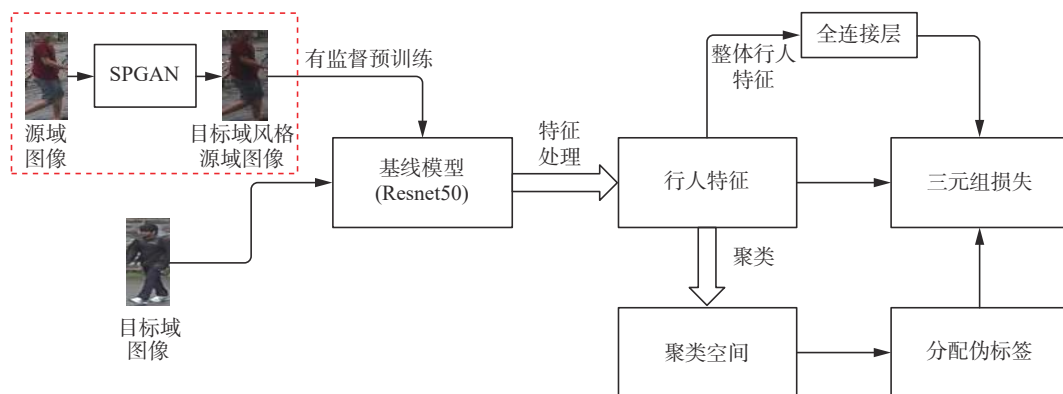 SPGAN
源域
图像
目标域风格
源域图像
有监督预训练
目标域
图像
基线模型
(Resnet50)
特征
处理
行人特征
整体行人
特征
全连接层
三元组损失
聚类
聚类空间
分配伪标签